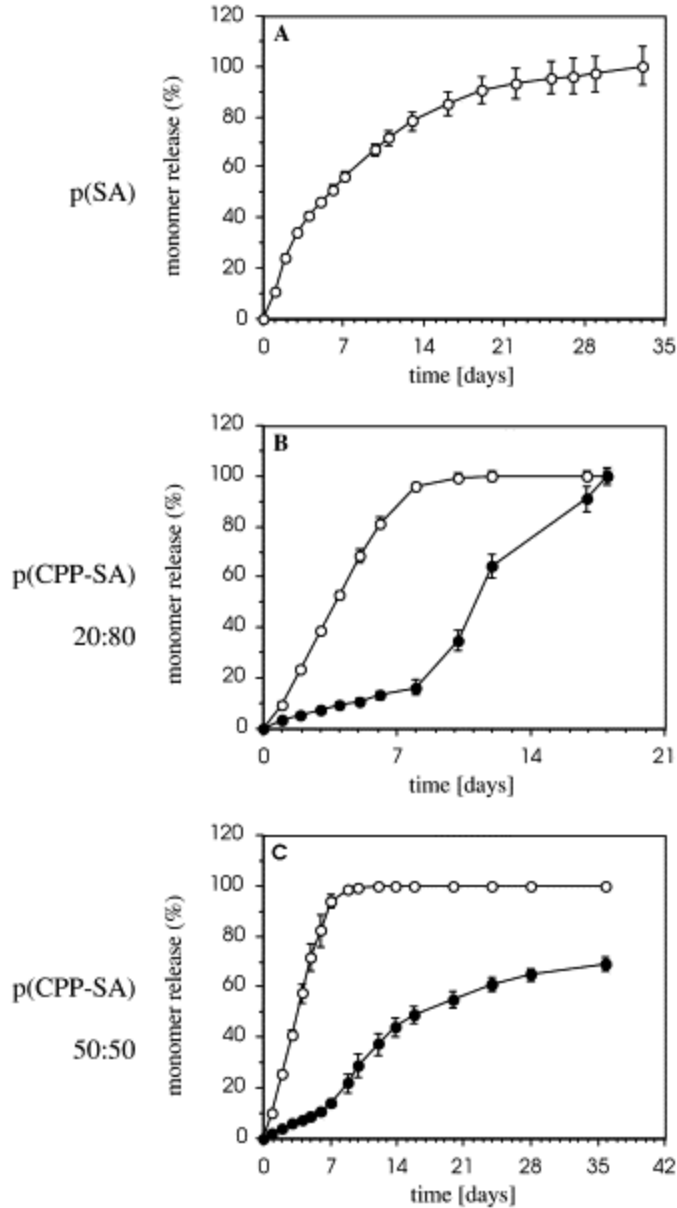 120
A
100
80
60
40
20
0
monomer release (%)
p(SA)
0 7 14 21 28 35
time [days]
120
B
100
80
60
40
20
0
monomer release (%)
p(CPP-SA)
20:80
0 7 14 21
time [days]
120
C
100
80
60
40
20
0
monomer release (%)
p(CPP-SA)
50:50
0 7 14 21 28 35 42
time [days]